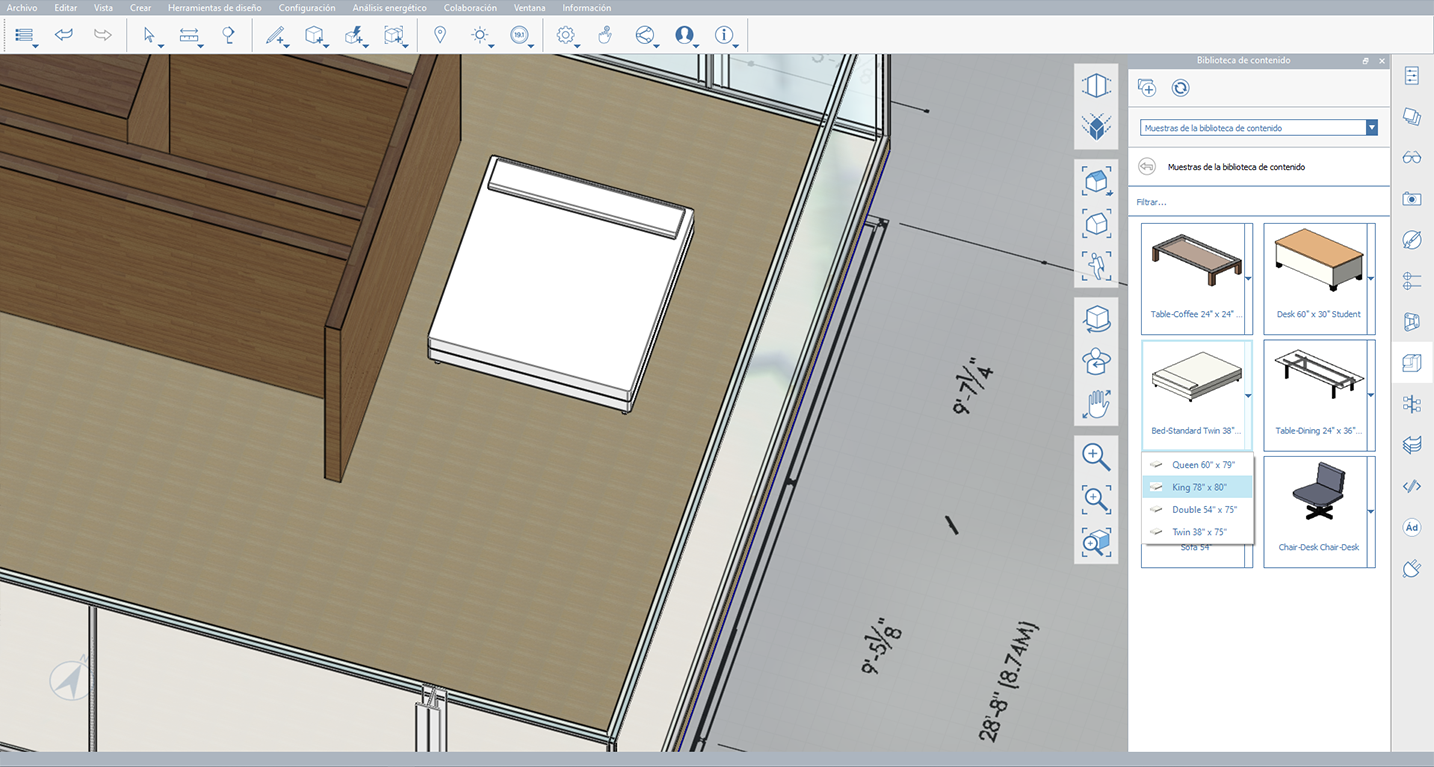 Archivo Editar Vista Crear Herramientas de diseño Configuración Análisis energético Colaboración Ventana Información
19.1
Biblioteca de contenido
Muestras de la biblioteca de contenido
Muestras de la biblioteca de contenido
Filtrar...
Table-Coffee 24" x 24" ...
Desk 60" x 30" Student
Bed-Standard Twin 38"...
Table-Dining 24" x 36"...
Queen 60" x 79"
King 78" x 80"
Double 54" x 75"
Twin 38" x 75"
Sofa 54"
Chair-Desk Chair-Desk
Ad
9'-7 1/4"
9'-5 1/8"
28'-8" (8.74M)
N